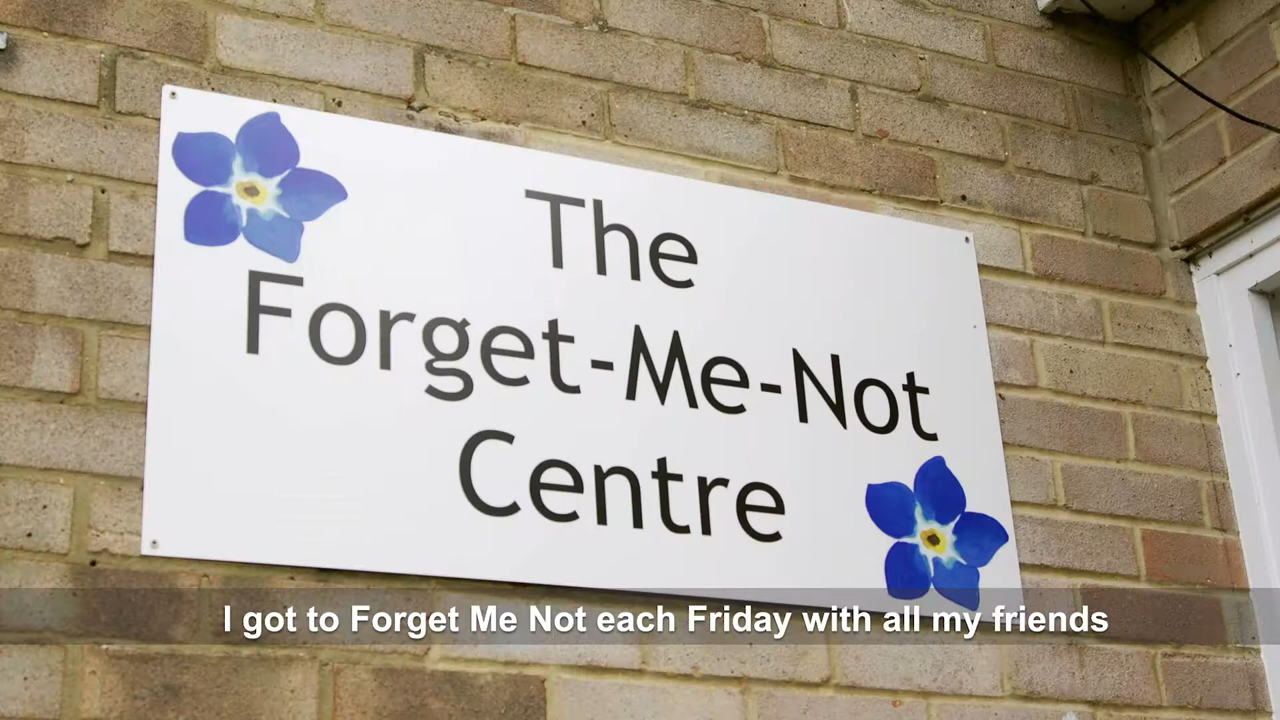 The
Forget-Me-Not
Centre
I got to Forget Me Not each Friday with all my friends